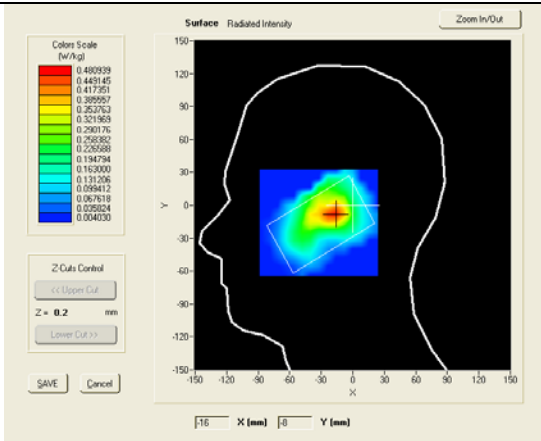 Surface Radiated Intensity
Zoom In/Out
Colors Scale
(W/kg)
0.480939
0.449145
0.417351
0.385557
0.353763
0.321969
0.290176
0.258382
0.226588
0.194794
0.163000
0.131206
0.099412
0.067618
0.035824
0.004030
150
120
90
60
30
0
-30
-60
-90
-120
-150
Y
-150 -120 -90 -60 -30 0 30 60 90 120 150
X
Z-Cuts Control
<< Upper Cut
Z = 0.2 mm
Lower Cut >>
SAVE Cancel
-16 X (mm) -8 Y (mm)